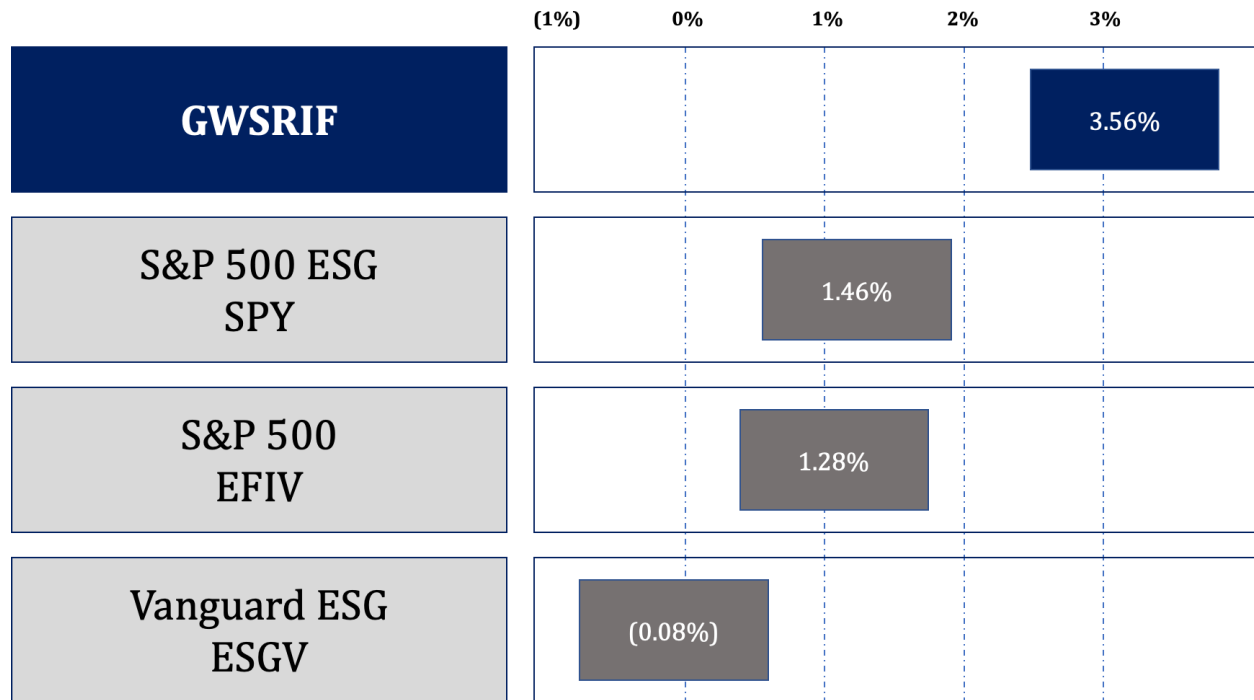 (1%) 0% 1% 2% 3%
GWSRIF
3.56%
S&P 500 ESG
SPY
1.46%
S&P 500
EFIV
1.28%
Vanguard ESG
ESGV
(0.08%)